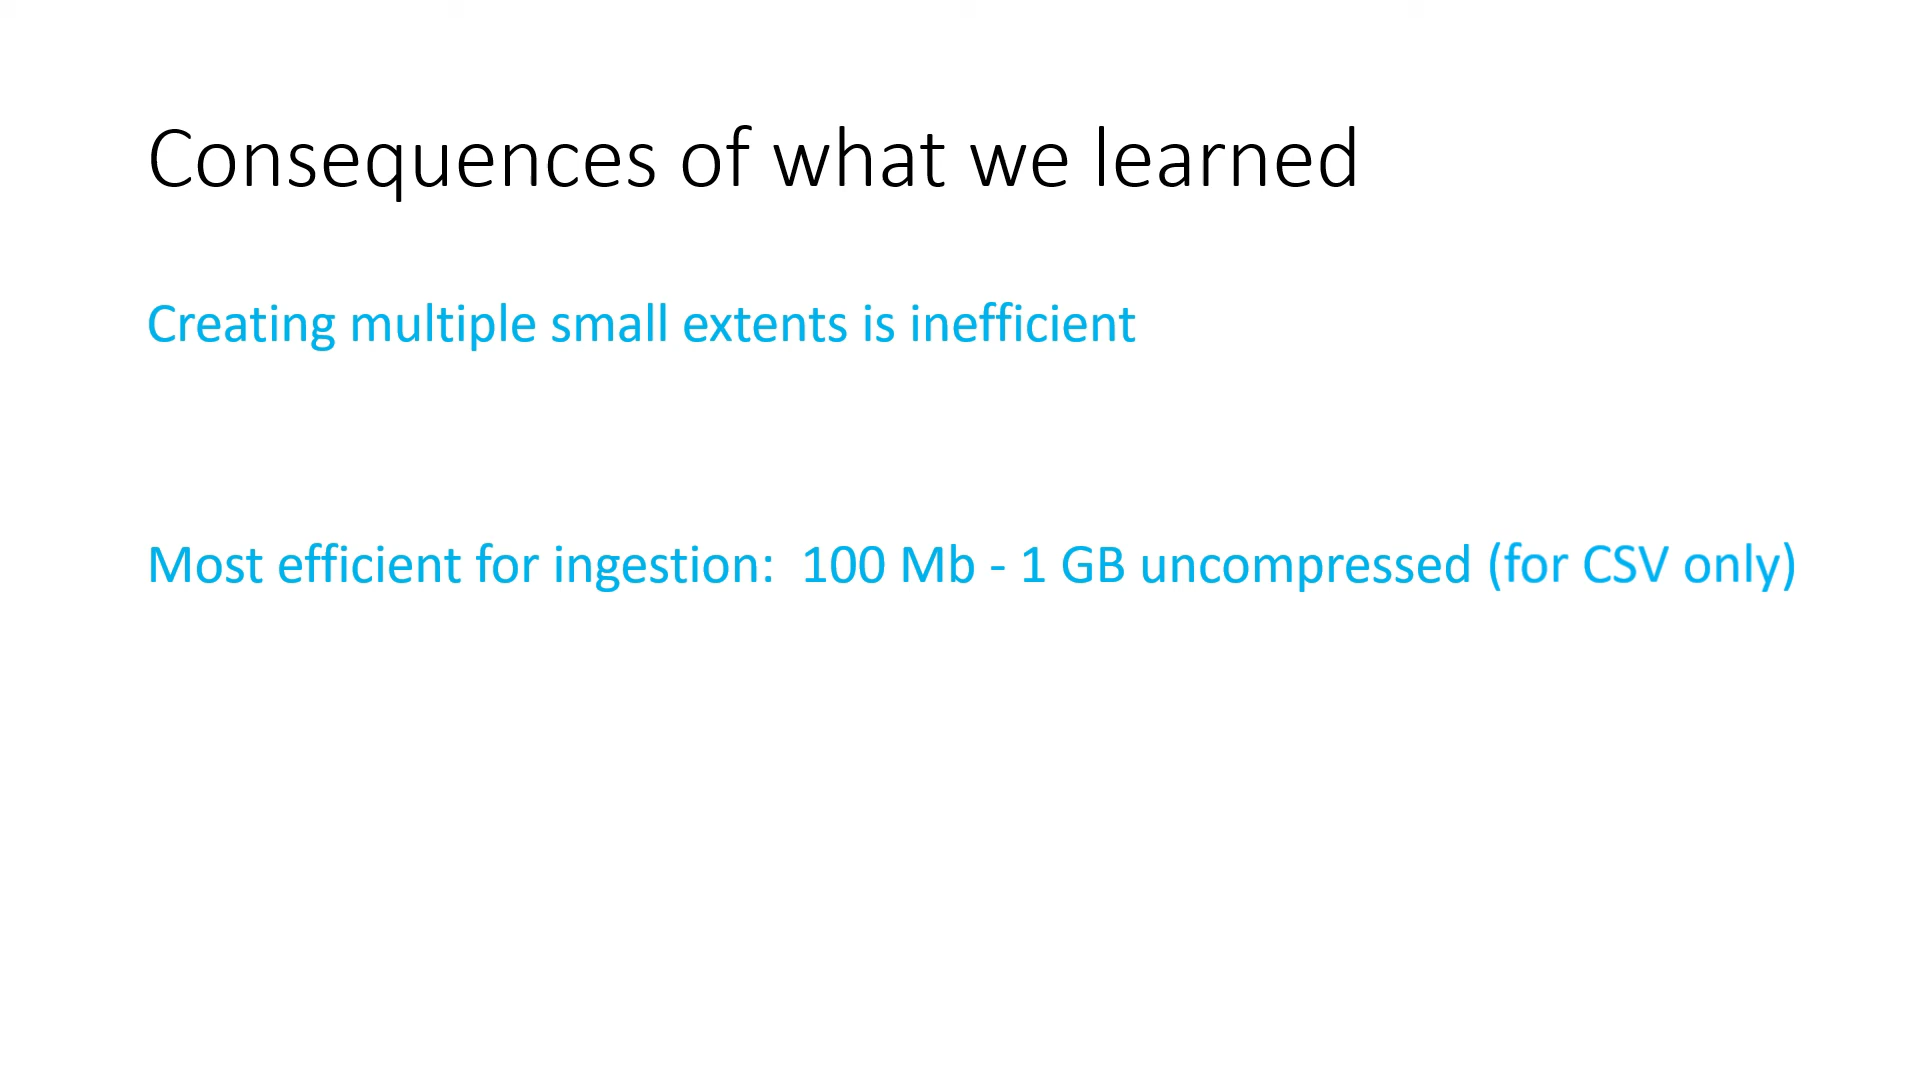 Consequences of what we learned
Creating multiple small extents is inefficient
Most efficient for ingestion:  100 Mb - 1 GB uncompressed (for CSV only)